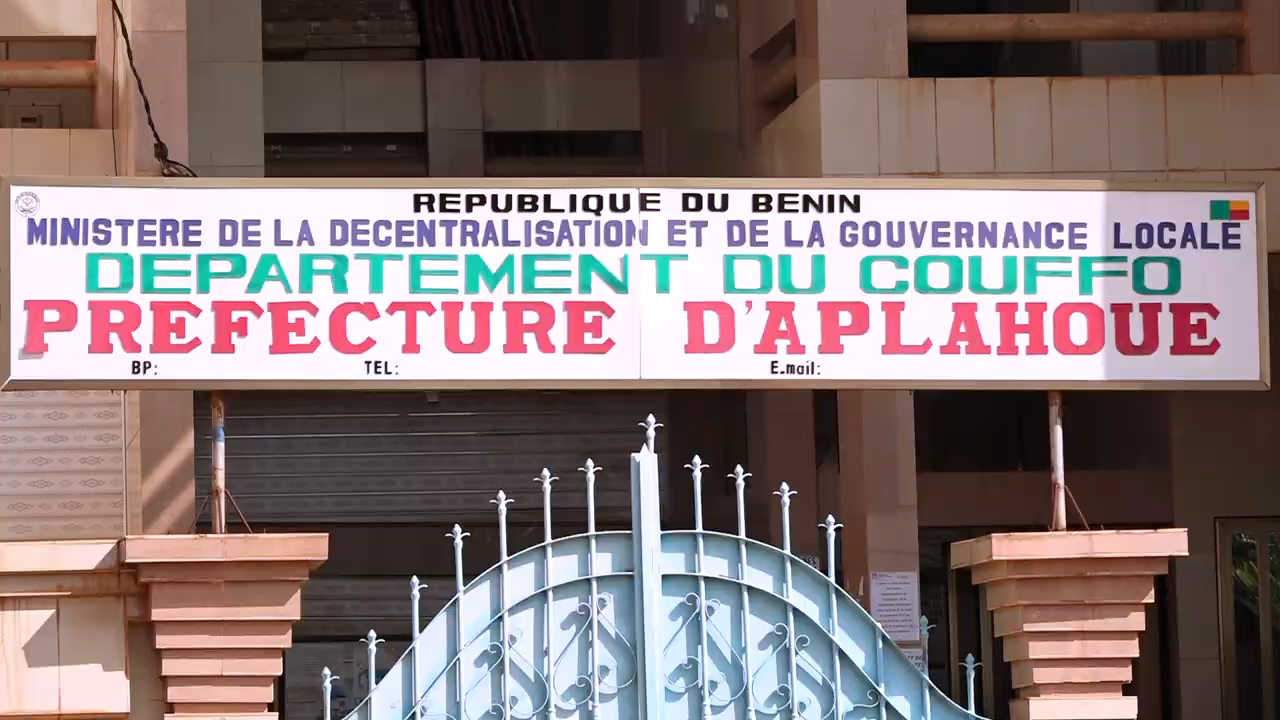 REPUBLIQUE DU BENIN
MINISTERE DE LA DECENTRALISATION ET DE LA GOUVERNANCE LOCALE
DEPARTEMENT DU COUFFO
PREFECTURE D'APLAHOUE
BP: TEL: E.mail: